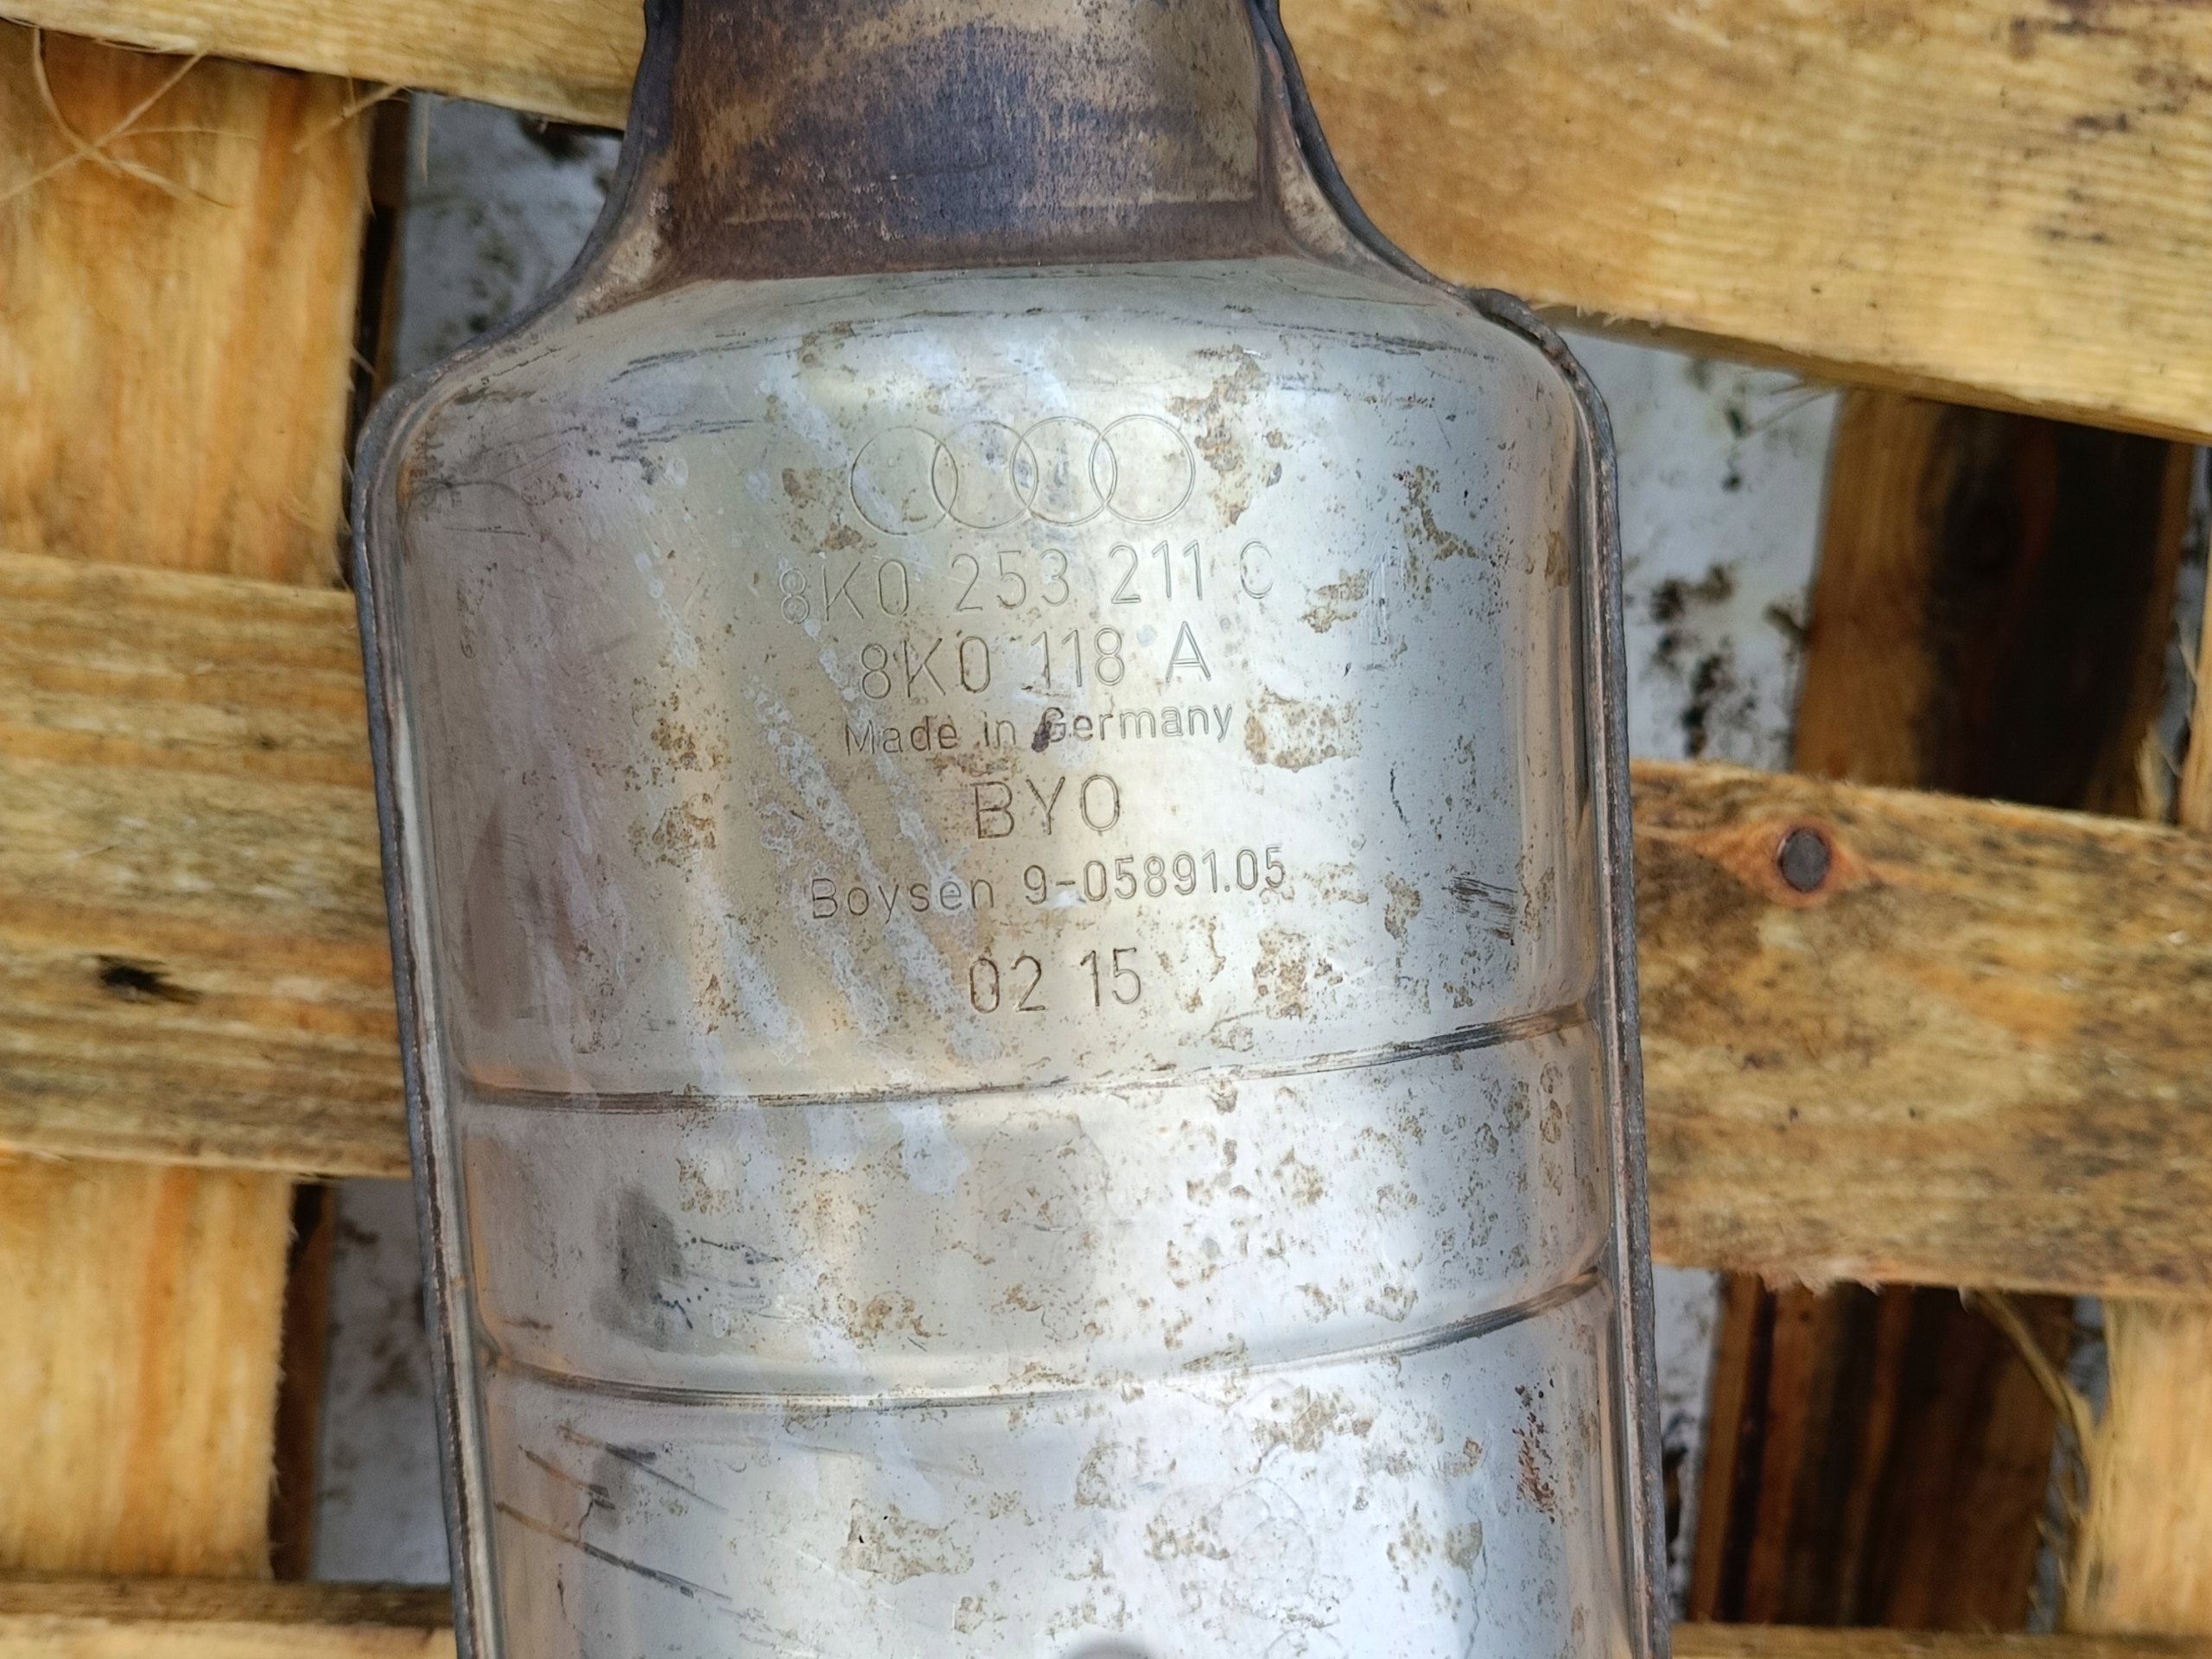 8K0 253 211 C
8K0 118 A
Made in Germany
BYO
Boysen 9-05891.05
02 15